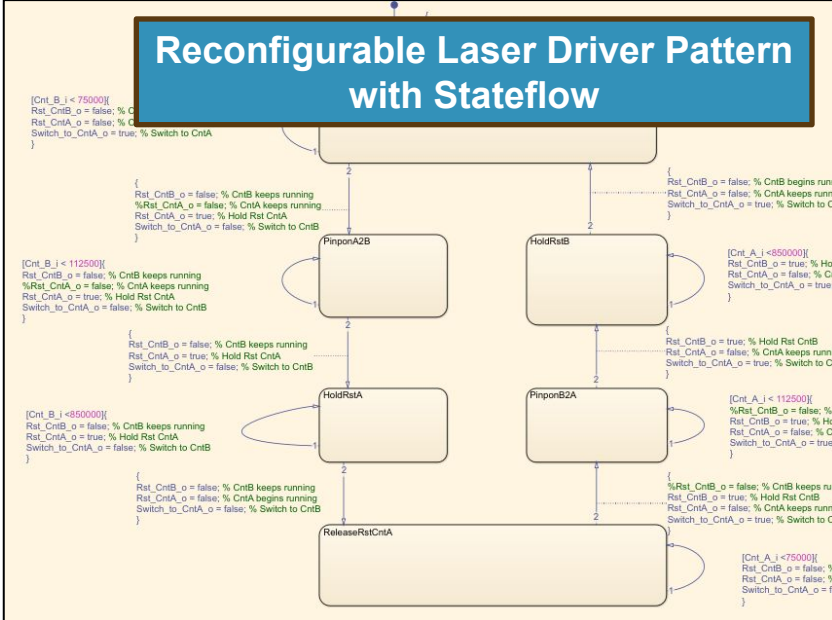 {
Reconfigurable Laser Driver Pattern
with Stateflow
[Cnt_B_i < 75000]{
Rst_CntB_o = false; %
Rst_CntA_o = false; %
Switch_to_CntA_o = true; % Switch to CntA
}
1
2
2
{
Rst_CntB_o = false; % CntB keeps running
%Rst_CntA_o = false; % CntA keeps running
Rst_CntA_o = true; % Hold Rst CntA
Switch_to_CntA_o = false; % Switch to CntB
}
{
Rst_CntB_o = false; % CntB begins
Rst_CntA_o = false; % CntA keeps
Switch_to_CntA_o = true; % Switch to
}
PinponA2B
HoldRstB
[Cnt_B_i < 112500]{
Rst_CntB_o = false; % CntB keeps running
%Rst_CntA_o = false; % CntA keeps running
Rst_CntA_o = true; % Hold Rst CntA
Switch_to_CntA_o = false; % Switch to CntB
}
1
2
[Cnt_A_i <850000]{
Rst_CntB_o = true; %
Rst_CntA_o = false; %
Switch_to_CntA_o = true
}
1
2
{
Rst_CntB_o = false; % CntB keeps running
Rst_CntA_o = true; % Hold Rst CntA
Switch_to_CntA_o = false; % Switch to CntB
}
{
Rst_CntB_o = true; % Hold Rst CntB
Rst_CntA_o = false; % CntA keeps
Switch_to_CntA_o = true; % Switch to
}
HoldRstA
PinponB2A
[Cnt_B_i <850000]{
Rst_CntB_o = false; % CntB keeps running
Rst_CntA_o = true; % Hold Rst CntA
Switch_to_CntA_o = false; % Switch to CntB
}
1
2
[Cnt_A_i < 112500]{
%Rst_CntB_o = false; %
Rst_CntB_o = true; %
Rst_CntA_o = false; %
Switch_to_CntA_o = true
}
1
2
{
Rst_CntB_o = false; % CntB keeps running
Rst_CntA_o = false; % CntA begins running
Switch_to_CntA_o = false; % Switch to CntB
}
{
%Rst_CntB_o = false; % CntB keeps
Rst_CntB_o = true; % Hold Rst CntB
Rst_CntA_o = false; % CntA keeps
Switch_to_CntA_o = true; % Switch to
}
ReleaseRstCntA
[Cnt_A_i <75000]{
Rst_CntB_o = false; %
Rst_CntA_o = false; %
Switch_to_CntA_o =
}
1